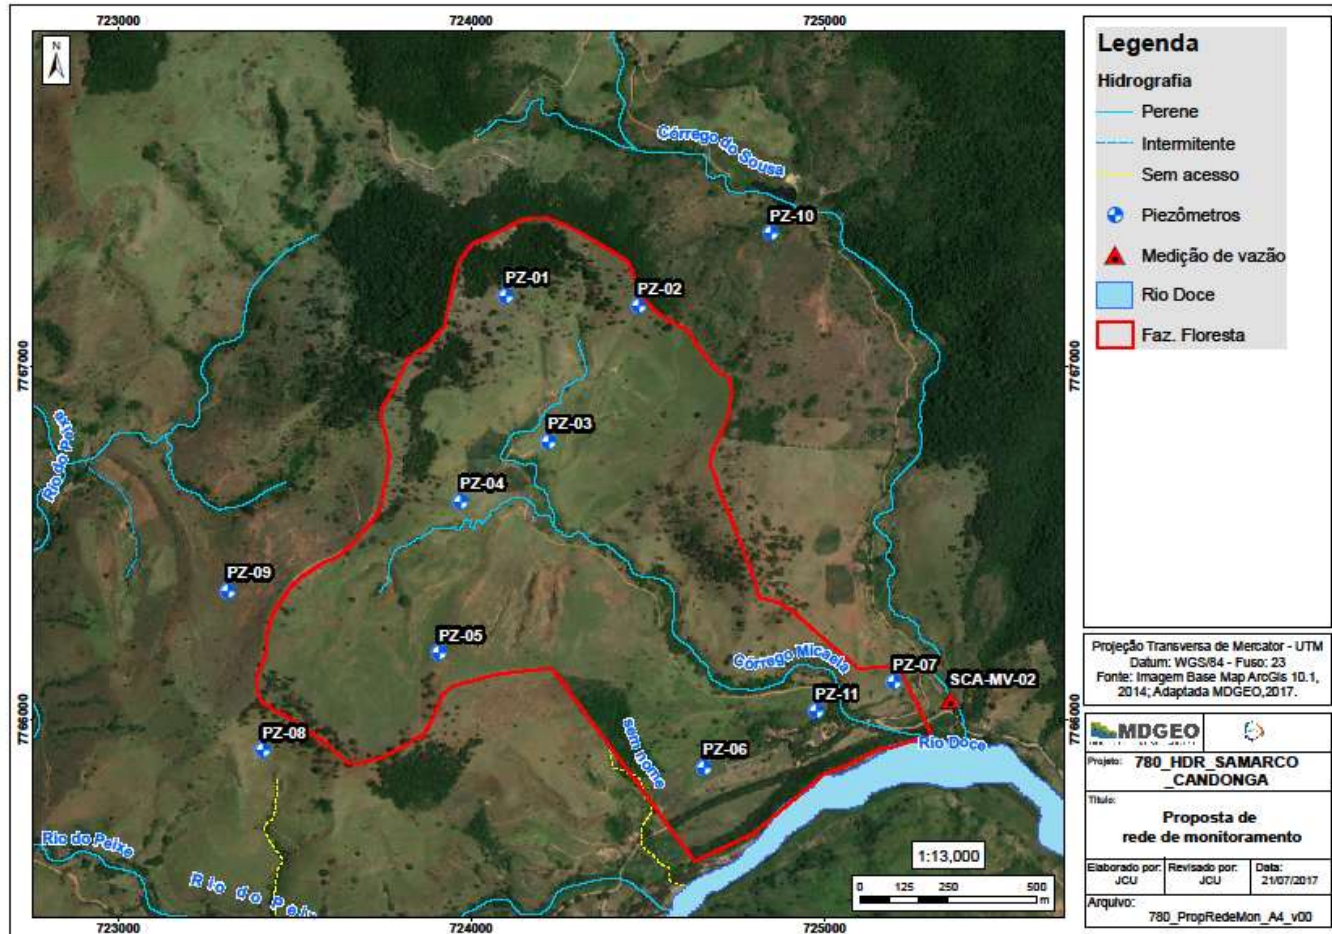 723000
724000
725000
N
Córrego do Sousa
PZ-10
PZ-01
PZ-02
7767000
7767000
PZ-03
Rio do Peixe
PZ-04
PZ-09
PZ-05
Córrego Micaela
PZ-07
SCA-MV-02
PZ-11
7766000
7766000
PZ-08
sem nome
PZ-06
Rio Doce
Rio do Peixe
Rio do Peix
1:13,000
0 125 250 500
m
723000
724000
725000
Legenda
Hidrografia
Perene
Intermitente
Sem acesso
Piezômetros
Medição de vazão
Rio Doce
Faz. Floresta
Projeção Transversa de Mercator - UTM
Datum: WGS/84 - Fuso: 23
Fonte: Imagem Base Map ArcGis 10.1,
2014; Adaptada MDGEO,2017.
MDGEO
Projeto: 780_HDR_SAMARCO
_CANDONGA
Título:
Proposta de
rede de monitoramento
Elaborado por: Revisado por: Data:
JCU JCU 21/07/2017
Arquivo:
780_PropRedeMon_A4_v00